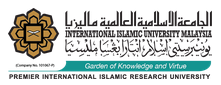 الجامعة الإسلامية العالمية ماليزيا
INTERNATIONAL ISLAMIC UNIVERSITY MALAYSIA
يونيۏرسيتي اسلام انتارابڠسا مليسيا
Garden of Knowledge and Virtue
(Company No. 101067-P)
PREMIER INTERNATIONAL ISLAMIC RESEARCH UNIVERSITY